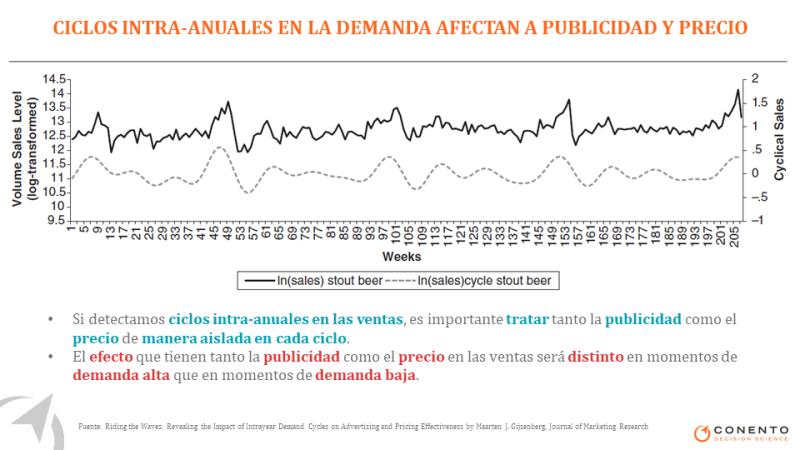 CICLOS INTRA-ANUALES EN LA DEMANDA AFECTAN A PUBLICIDAD Y PRECIO
Volume Sales Level
(log-transformed)
14.5
14
13.5
13
12.5
12
11.5
11
10.5
10
9.5
2
1.5
1
.5
0
–.5
–1
Cyclical Sales
1 5 9 13 17 21 25 29 33 37 41 45 49 53 57 61 65 69 73 77 81 85 89 93 97 101 105 109 113 117 121 125 129 133 137 141 145 149 153 157 161 165 169 173 177 181 185 189 193 197 201 205
Weeks
ln(sales) stout beer ln(sales)cycle stout beer
• Si detectamos ciclos intra-anuales en las ventas, es importante tratar tanto la publicidad como el
precio de manera aislada en cada ciclo.
• El efecto que tienen tanto la publicidad como el precio en las ventas será distinto en momentos de
demanda alta que en momentos de demanda baja.
Fuente: Riding the Waves: Revealing the Impact of Intrayear Demand Cycles on Advertising and Pricing Effectiveness by Maarten J. Gijsenberg. Journal of Marketing Research
CONENTO
DECISION SCIENCE